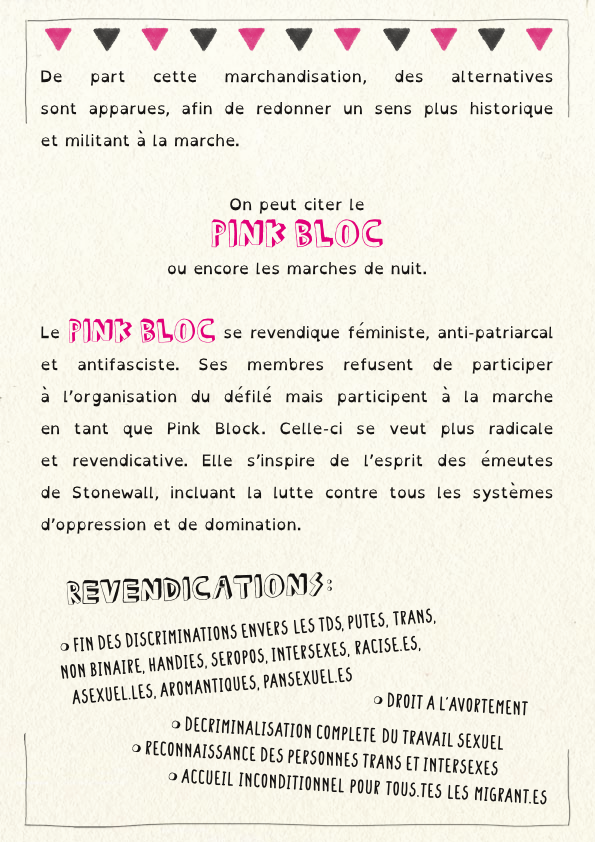 De part cette marchandisation, des alternatives
sont apparues, afin de redonner un sens plus historique
et militant à la marche.
On peut citer le
PINK BLOC
ou encore les marches de nuit.
Le PINK BLOC se revendique féministe, anti-patriarcal
et antifasciste. Ses membres refusent de participer
à l'organisation du défilé mais participent à la marche
en tant que Pink Block. Celle-ci se veut plus radicale
et revendicative. Elle s'inspire de l'esprit des émeutes
de Stonewall, incluant la lutte contre tous les systèmes
d'oppression et de domination.
REVENDICATIONS:
❍ FIN DES DISCRIMINATIONS ENVERS LES TDS, PUTES, TRANS,
NON BINAIRE, HANDIES, SEROPOS, INTERSEXES, RACISE.ES,
ASEXUEL.LES, AROMANTIQUES, PANSEXUEL.ES
❍ DROIT A L'AVORTEMENT
❍ DECRIMINALISATION COMPLETE DU TRAVAIL SEXUEL
❍ RECONNAISSANCE DES PERSONNES TRANS ET INTERSEXES
❍ ACCUEIL INCONDITIONNEL POUR TOUS.TES LES MIGRANT.ES